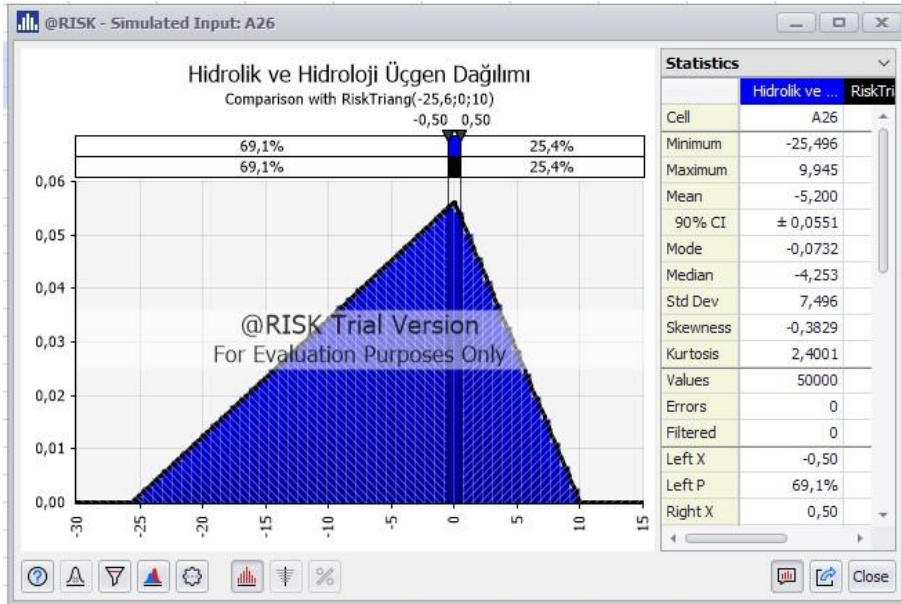 @RISK - Simulated Input: A26
Hidrolik ve Hidroloji Üçgen Dağılımı
Comparison with RiskTriang(-25,6;0;10)
-0,50 0,50
69,1% 25,4%
69,1% 25,4%
0,06
0,05
0,04
0,03
0,02
0,01
0,00
-30 -25 -20 -15 -10 -5 0 5 10 15
@RISK Trial Version
For Evaluation Purposes Only
Statistics
Hidrolik ve ... RiskTri
Cell A26
Minimum -25,496
Maximum 9,945
Mean -5,200
90% CI ± 0,0551
Mode -0,0732
Median -4,253
Std Dev 7,496
Skewness -0,3829
Kurtosis 2,4001
Values 50000
Errors 0
Filtered 0
Left X -0,50
Left P 69,1%
Right X 0,50
Close